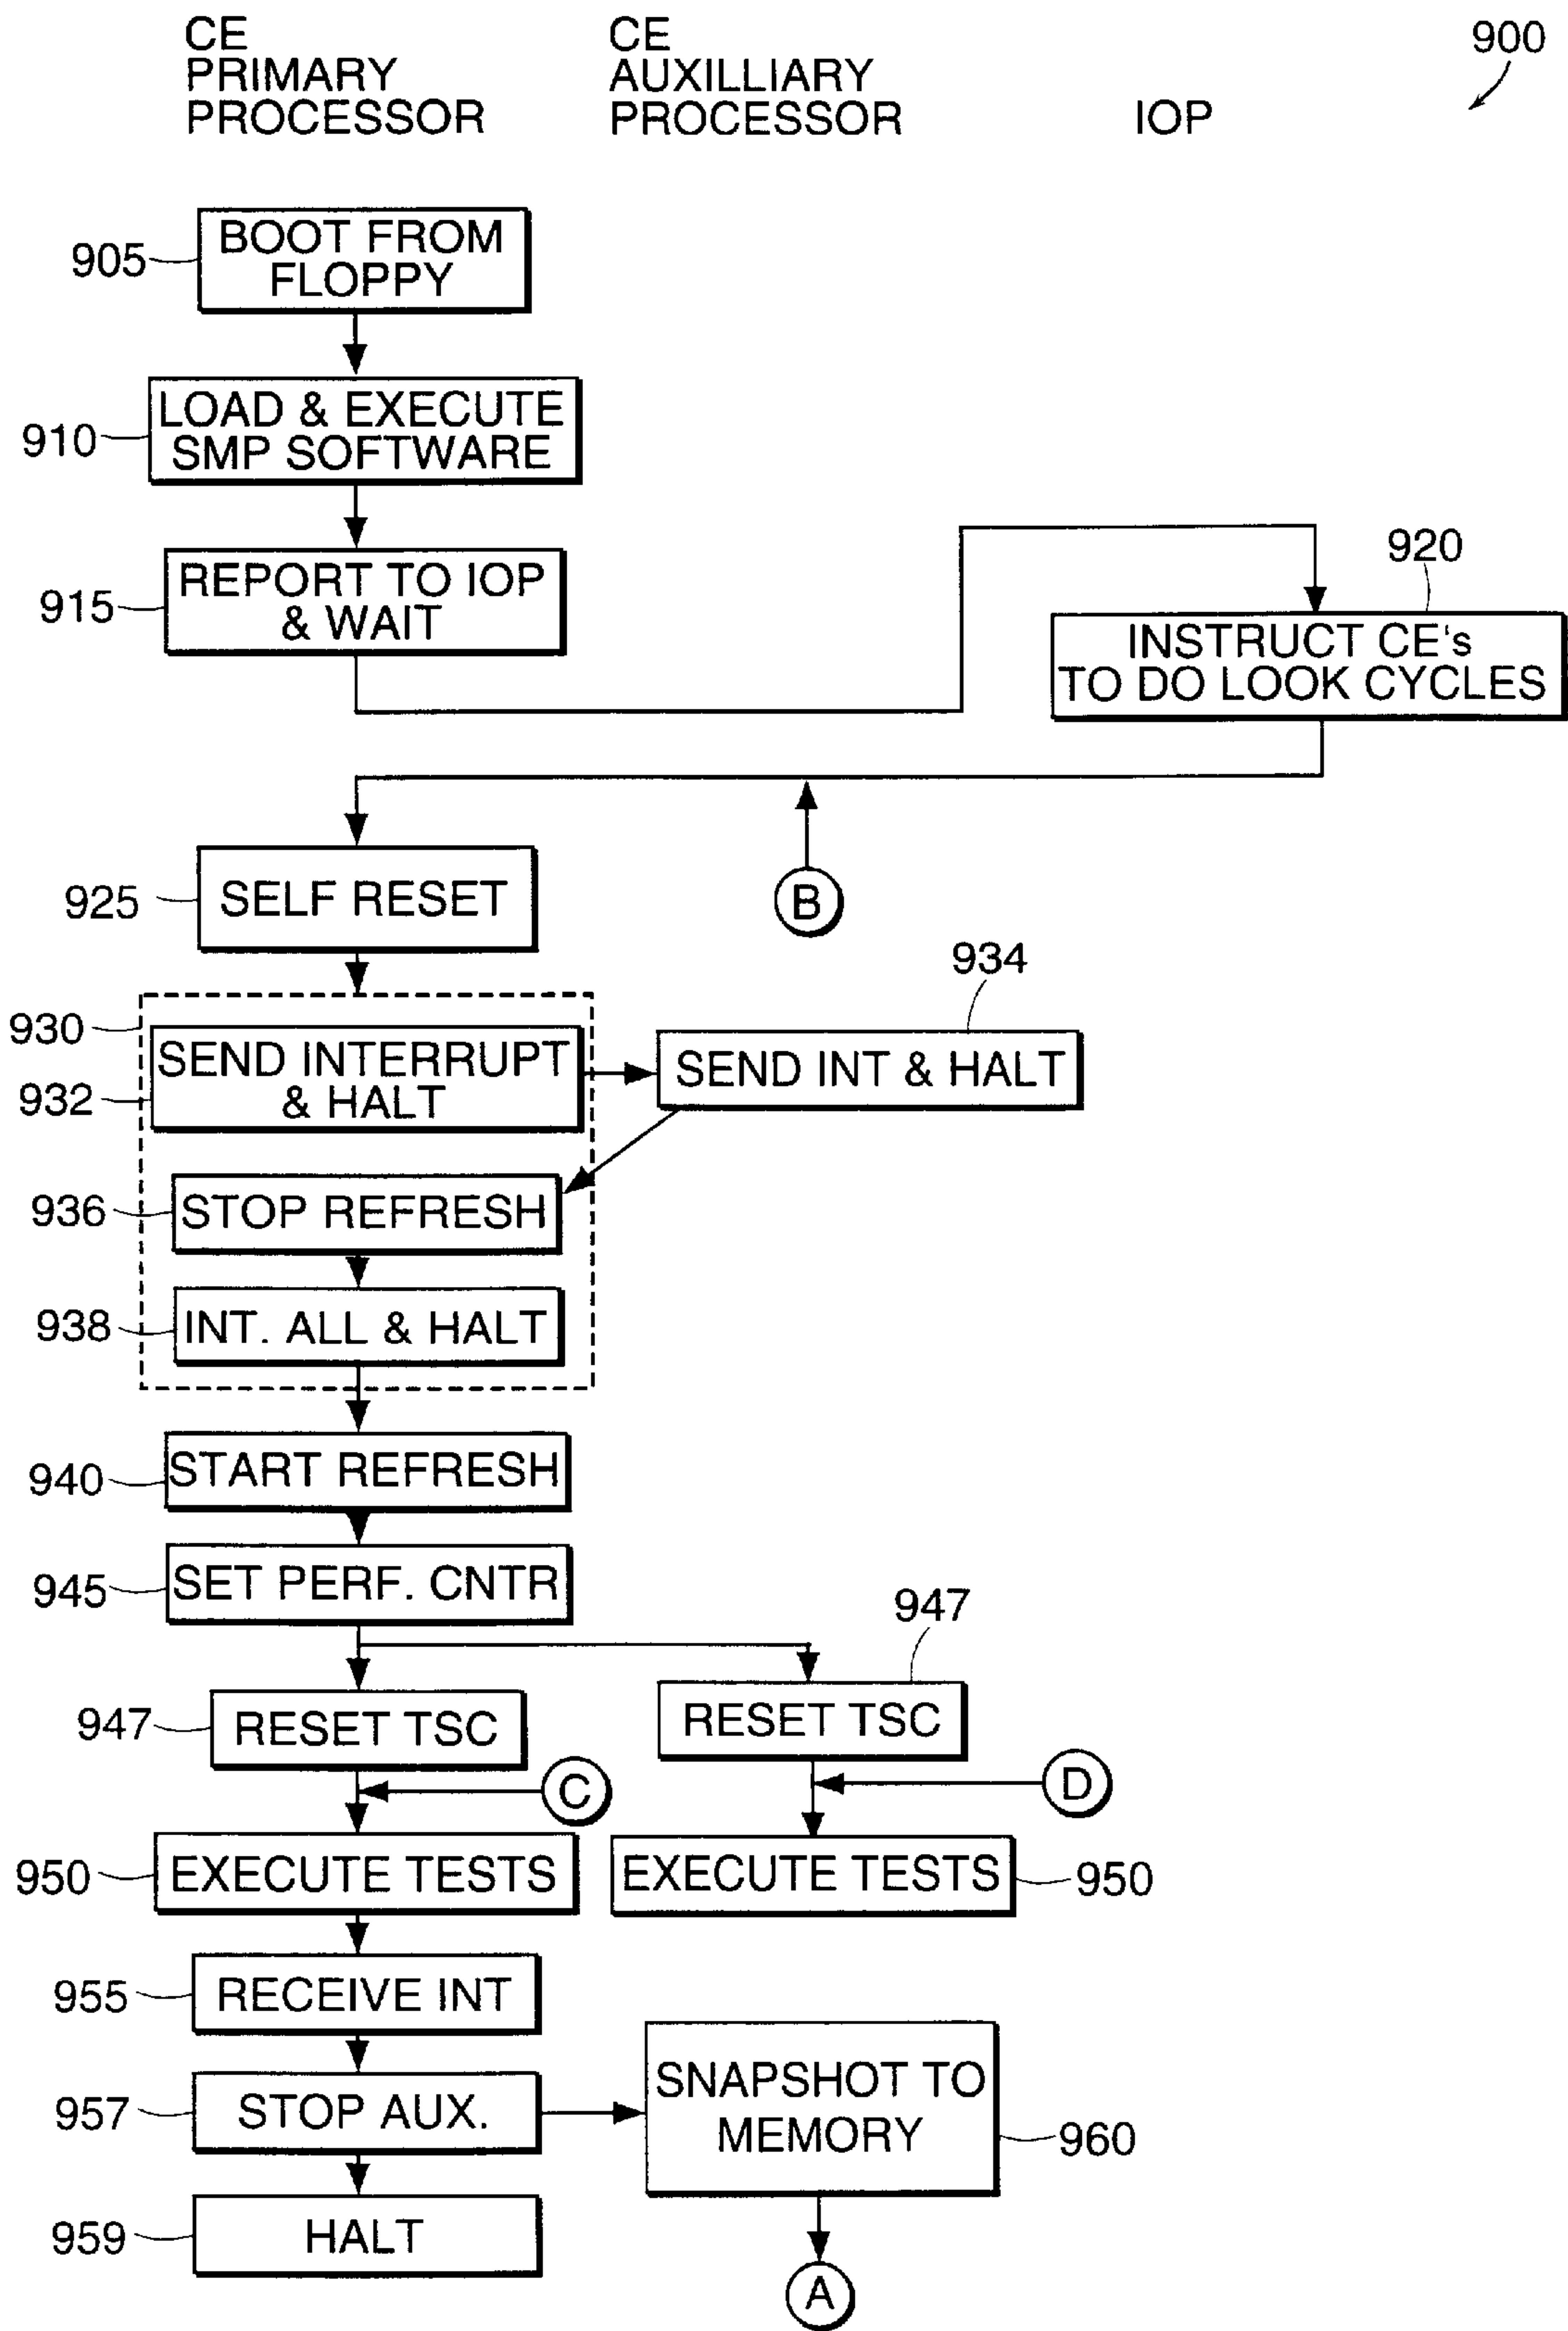 CE
PRIMARY
PROCESSOR
CE
AUXILLIARY
PROCESSOR
IOP
900
905
BOOT FROM
FLOPPY
910
LOAD & EXECUTE
SMP SOFTWARE
915
REPORT TO IOP
& WAIT
920
INSTRUCT CE's
TO DO LOOK CYCLES
925
SELF RESET
B
930
932
SEND INTERRUPT
& HALT
934
SEND INT & HALT
936
STOP REFRESH
938
INT. ALL & HALT
940
START REFRESH
945
SET PERF. CNTR
947
RESET TSC
947
RESET TSC
C
D
950
EXECUTE TESTS
EXECUTE TESTS
950
955
RECEIVE INT
957
STOP AUX.
SNAPSHOT TO
MEMORY
960
959
HALT
A